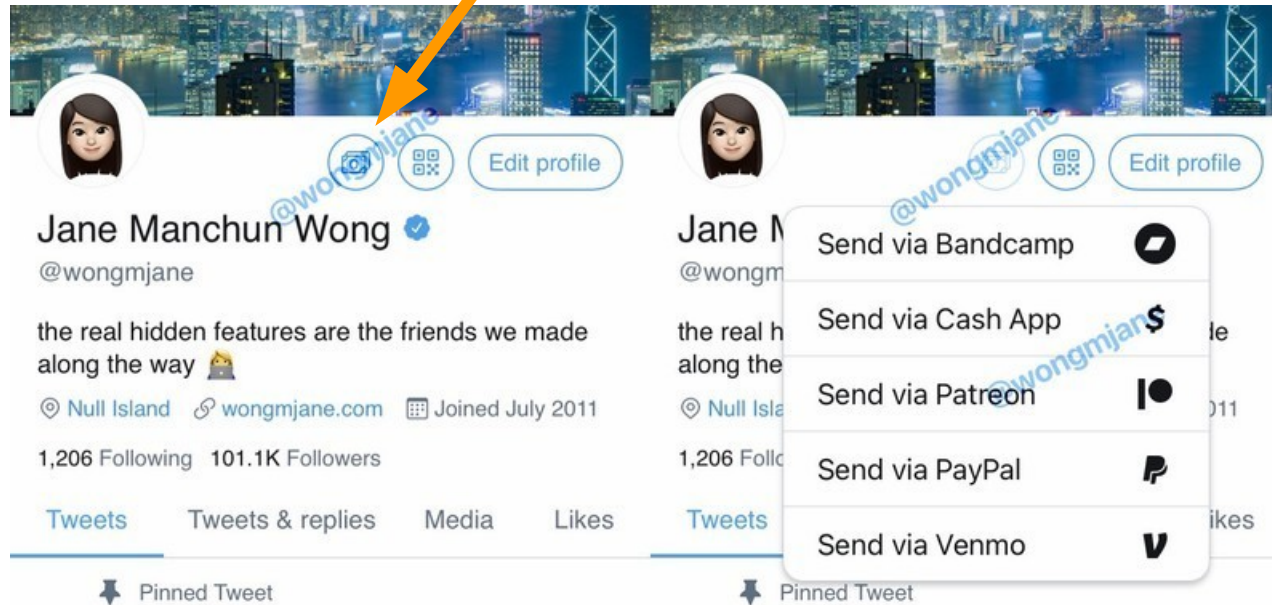 @wongmjane
Edit profile
Jane Manchun Wong
@wongmjane
the real hidden features are the friends we made
along the way
Null Island wongmjane.com Joined July 2011
1,206 Following 101.1K Followers
Tweets Tweets & replies Media Likes
Pinned Tweet
@wongmjane
Edit profile
Jane M
@wongm
the real h de
along the
Null Isla 011
1,206 Follo
Tweets ikes
Send via Bandcamp
Send via Cash App
@wongmjane
Send via Patreon
Send via PayPal
Send via Venmo
Pinned Tweet